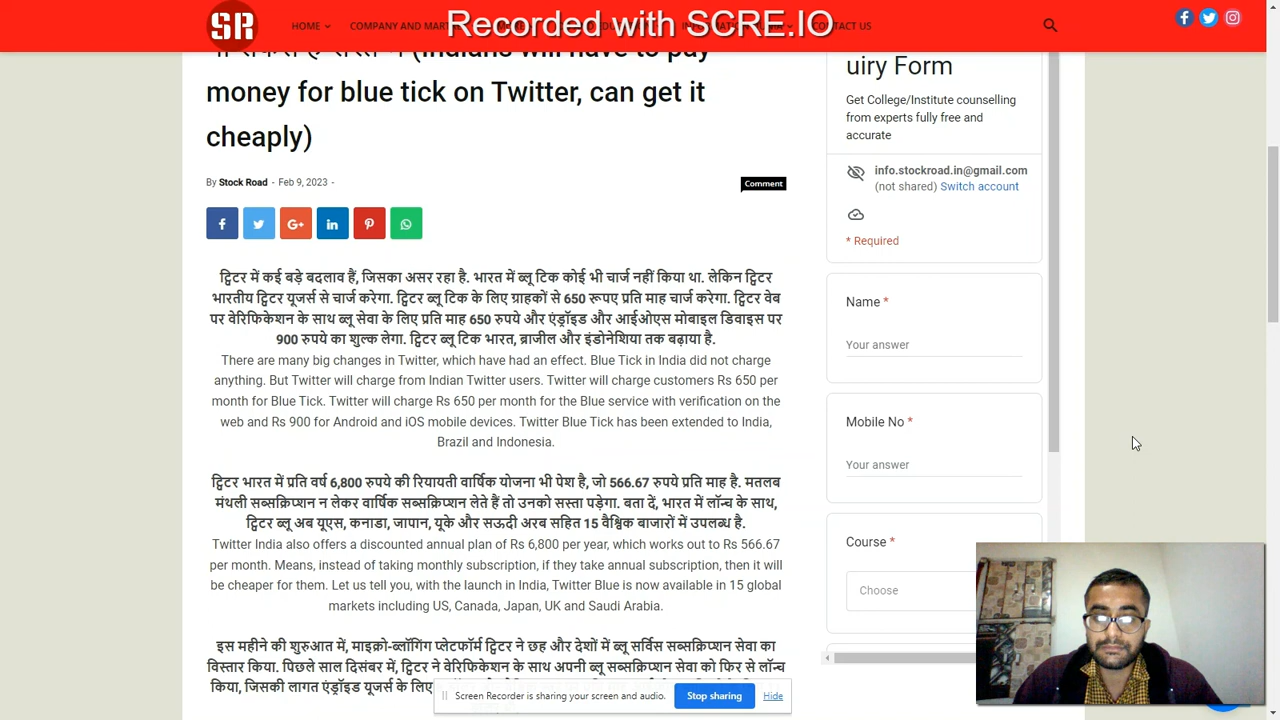 SR
HOME
COMPANY AND MART
CONTACT US
Recorded with SCRE.IO
(Indians will have to pay
money for blue tick on Twitter, can get it
cheaply)
By Stock Road - Feb 9, 2023 -
Comment
ट्विटर में कई बड़े बदलाव हैं, जिसका असर रहा है. भारत में ब्लू टिक कोई भी चार्ज नहीं किया था. लेकिन ट्विटर
भारतीय ट्विटर यूजर्स से चार्ज करेगा. ट्विटर ब्लू टिक के लिए ग्राहकों से 650 रूपए प्रति माह चार्ज करेगा. ट्विटर वेब
पर वेरिफिकेशन के साथ ब्लू सेवा के लिए प्रति माह 650 रुपये और एंड्रॉइड और आईओएस मोबाइल डिवाइस पर
900 रुपये का शुल्क लेगा. ट्विटर ब्लू टिक भारत, ब्राजील और इंडोनेशिया तक बढ़ाया है.
There are many big changes in Twitter, which have had an effect. Blue Tick in India did not charge
anything. But Twitter will charge from Indian Twitter users. Twitter will charge customers Rs 650 per
month for Blue Tick. Twitter will charge Rs 650 per month for the Blue service with verification on the
web and Rs 900 for Android and iOS mobile devices. Twitter Blue Tick has been extended to India,
Brazil and Indonesia.
ट्विटर भारत में प्रति वर्ष 6,800 रुपये की रियायती वार्षिक योजना भी पेश है, जो 566.67 रुपये प्रति माह है. मतलब
मंथली सब्सक्रिप्शन न लेकर वार्षिक सब्सक्रिप्शन लेते हैं तो उनको सस्ता पड़ेगा. बता दें, भारत में लॉन्च के साथ,
ट्विटर ब्लू अब यूएस, कनाडा, जापान, यूके और सऊदी अरब सहित 15 वैश्विक बाजारों में उपलब्ध है.
Twitter India also offers a discounted annual plan of Rs 6,800 per year, which works out to Rs 566.67
per month. Means, instead of taking monthly subscription, if they take annual subscription, then it will
be cheaper for them. Let us tell you, with the launch in India, Twitter Blue is now available in 15 global
markets including US, Canada, Japan, UK and Saudi Arabia.
इस महीने की शुरुआत में, माइक्रो-ब्लॉगिंग प्लेटफॉर्म ट्विटर ने छह और देशों में ब्लू सर्विस सब्सक्रिप्शन सेवा का
विस्तार किया. पिछले साल दिसंबर में, ट्विटर ने वेरिफिकेशन के साथ अपनी ब्लू सब्सक्रिप्शन सेवा को फिर से लॉन्च
किया, जिसकी लागत एंड्रॉइड यूजर्स के लिए
uiry Form
Get College/Institute counselling
from experts fully free and
accurate
info.stockroad.in@gmail.com
(not shared) Switch account
* Required
Name *
Your answer
Mobile No *
Your answer
Course *
Choose
Screen Recorder is sharing your screen and audio.
Stop sharing
Hide